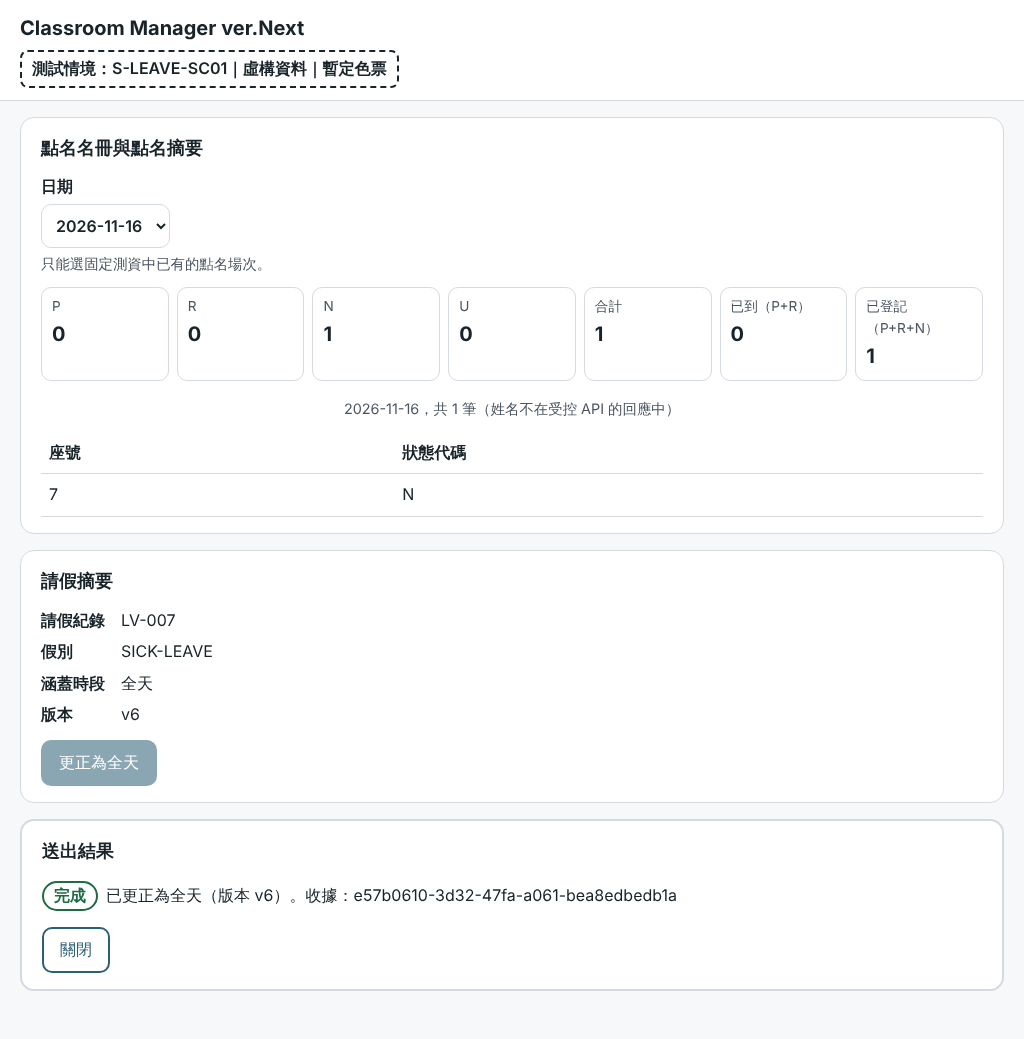 Classroom Manager ver.Next
測試情境：S-LEAVE-SC01｜虛構資料｜暫定色票
點名名冊與點名摘要
日期
2026-11-16
只能選固定測資中已有的點名場次。
P
0
R
0
N
1
U
0
合計
1
已到（P+R）
0
已登記
（P+R+N）
1
2026-11-16，共 1 筆（姓名不在受控 API 的回應中）
座號 狀態代碼
7 N
請假摘要
請假紀錄 LV-007
假別 SICK-LEAVE
涵蓋時段 全天
版本 v6
更正為全天
送出結果
完成 已更正為全天（版本 v6）。收據：e57b0610-3d32-47fa-a061-bea8edbedb1a
關閉